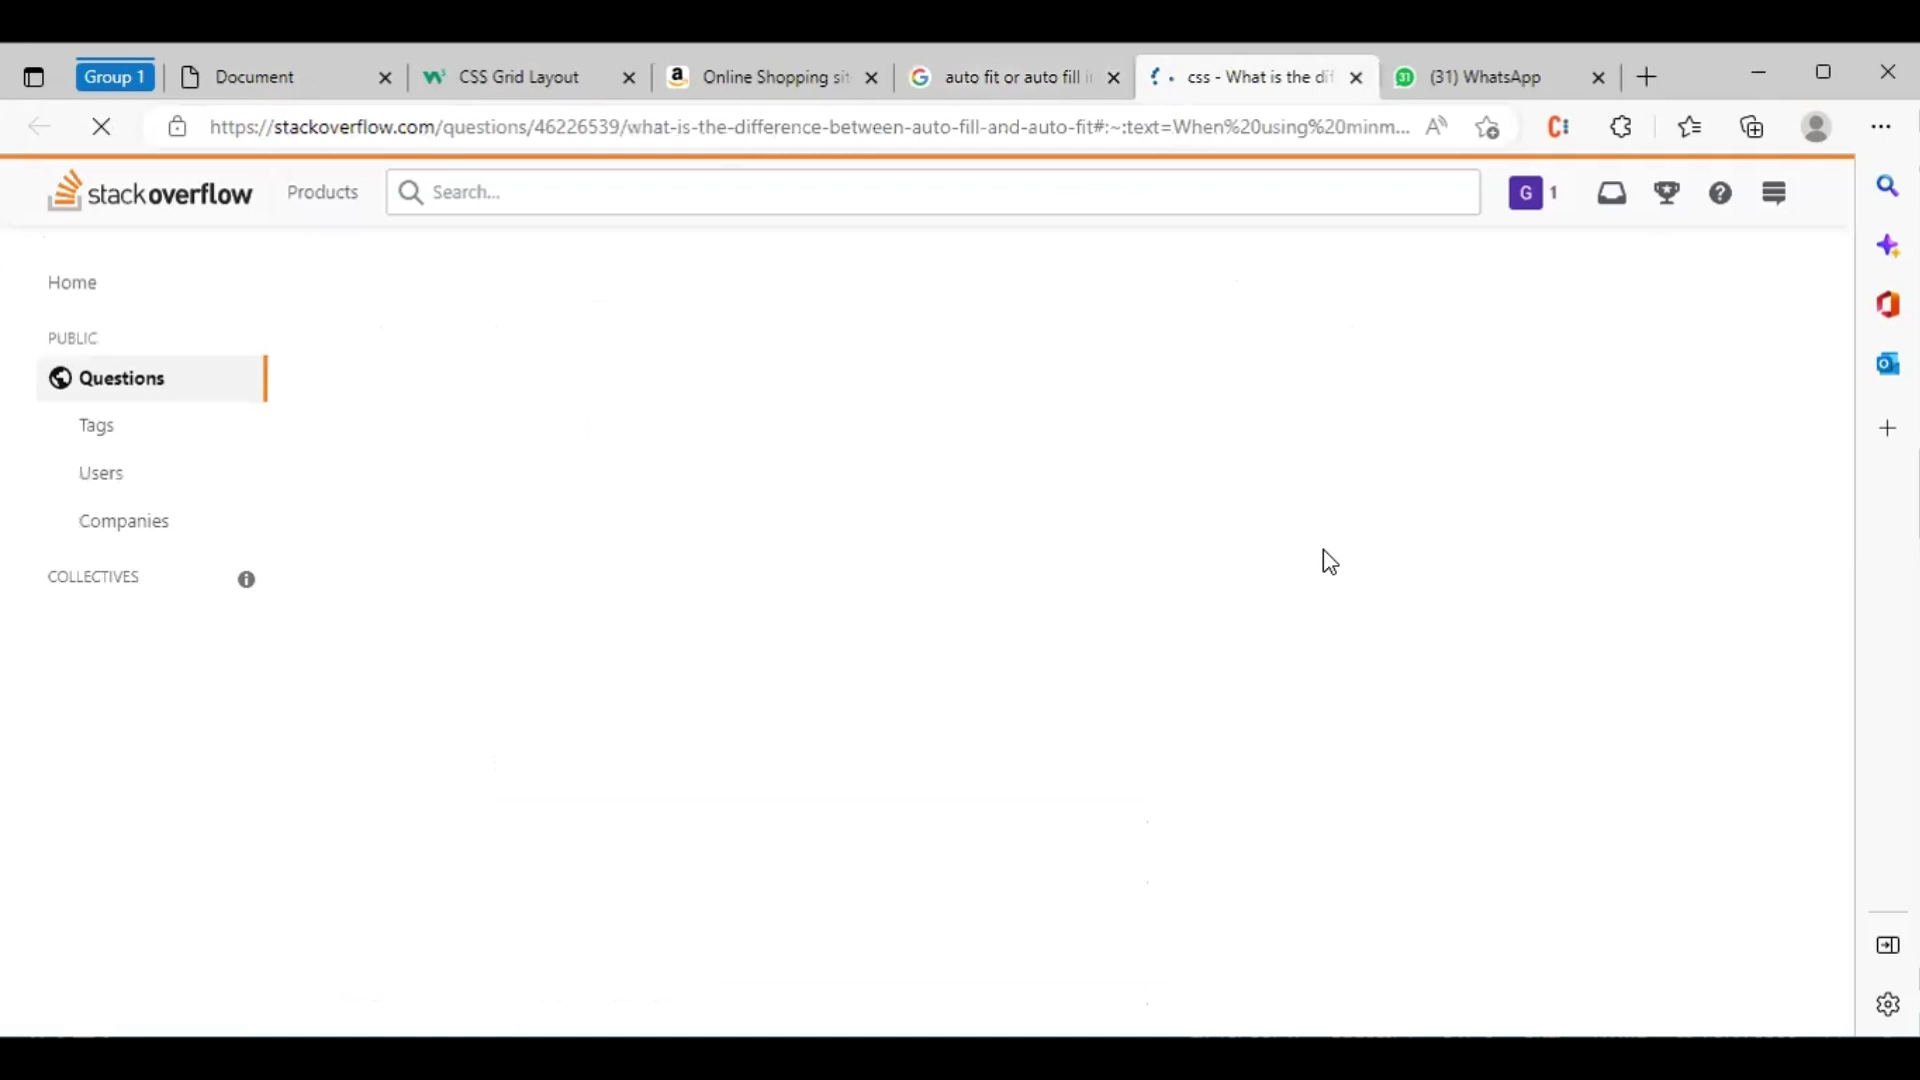 Group 1
Document
CSS Grid Layout
Online Shopping sit
auto fit or auto fill i
css - What is the dif
(31) WhatsApp
https://stackoverflow.com/questions/46226539/what-is-the-difference-between-auto-fill-and-auto-fit#:~:text=When%20using%20minm...
stackoverflow
Products
Search...
G
1
Home
PUBLIC
Questions
Tags
Users
Companies
COLLECTIVES